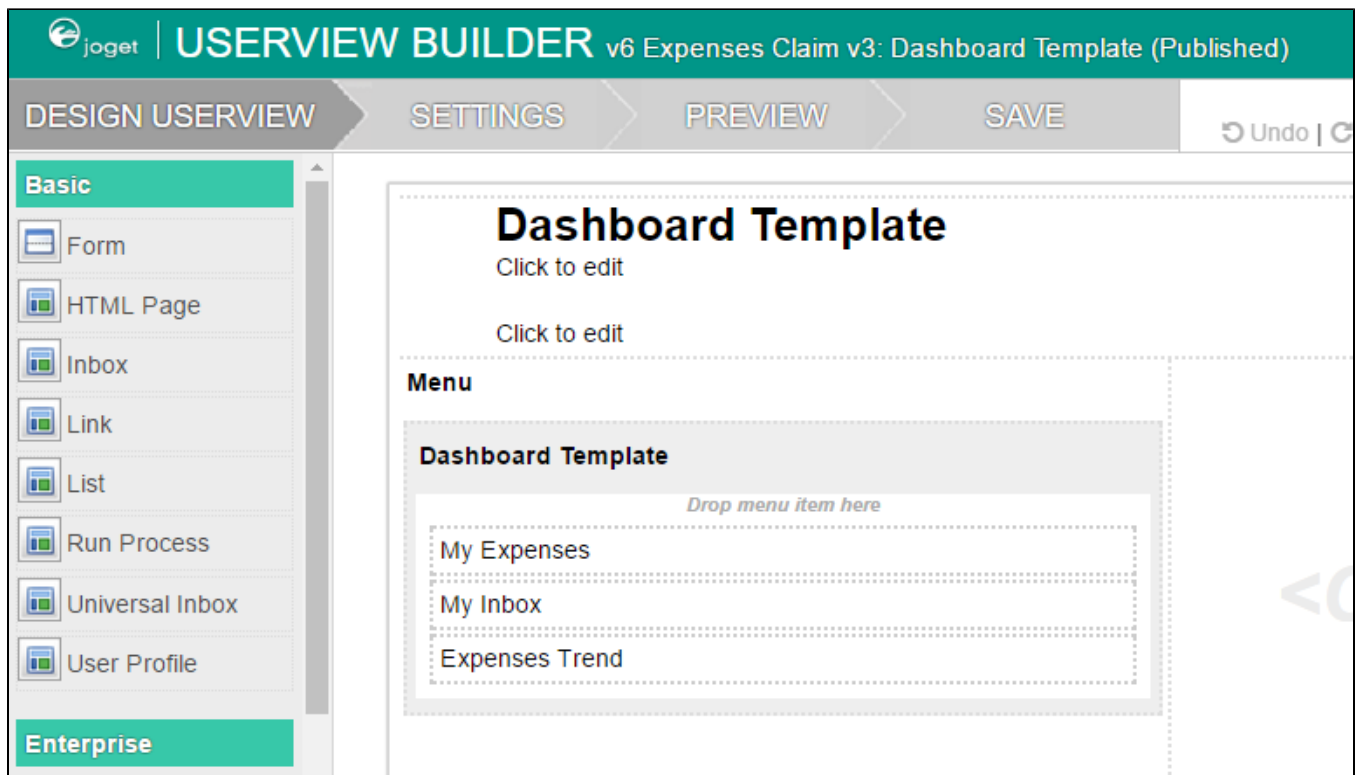 joget | USERVIEW BUILDER v6 Expenses Claim v3: Dashboard Template (Published)
DESIGN USERVIEW SETTINGS PREVIEW SAVE Undo |
Basic
Form
HTML Page
Inbox
Link
List
Run Process
Universal Inbox
User Profile
Enterprise
Dashboard Template
Click to edit
Click to edit
Menu
Dashboard Template
Drop menu item here
My Expenses
My Inbox
Expenses Trend